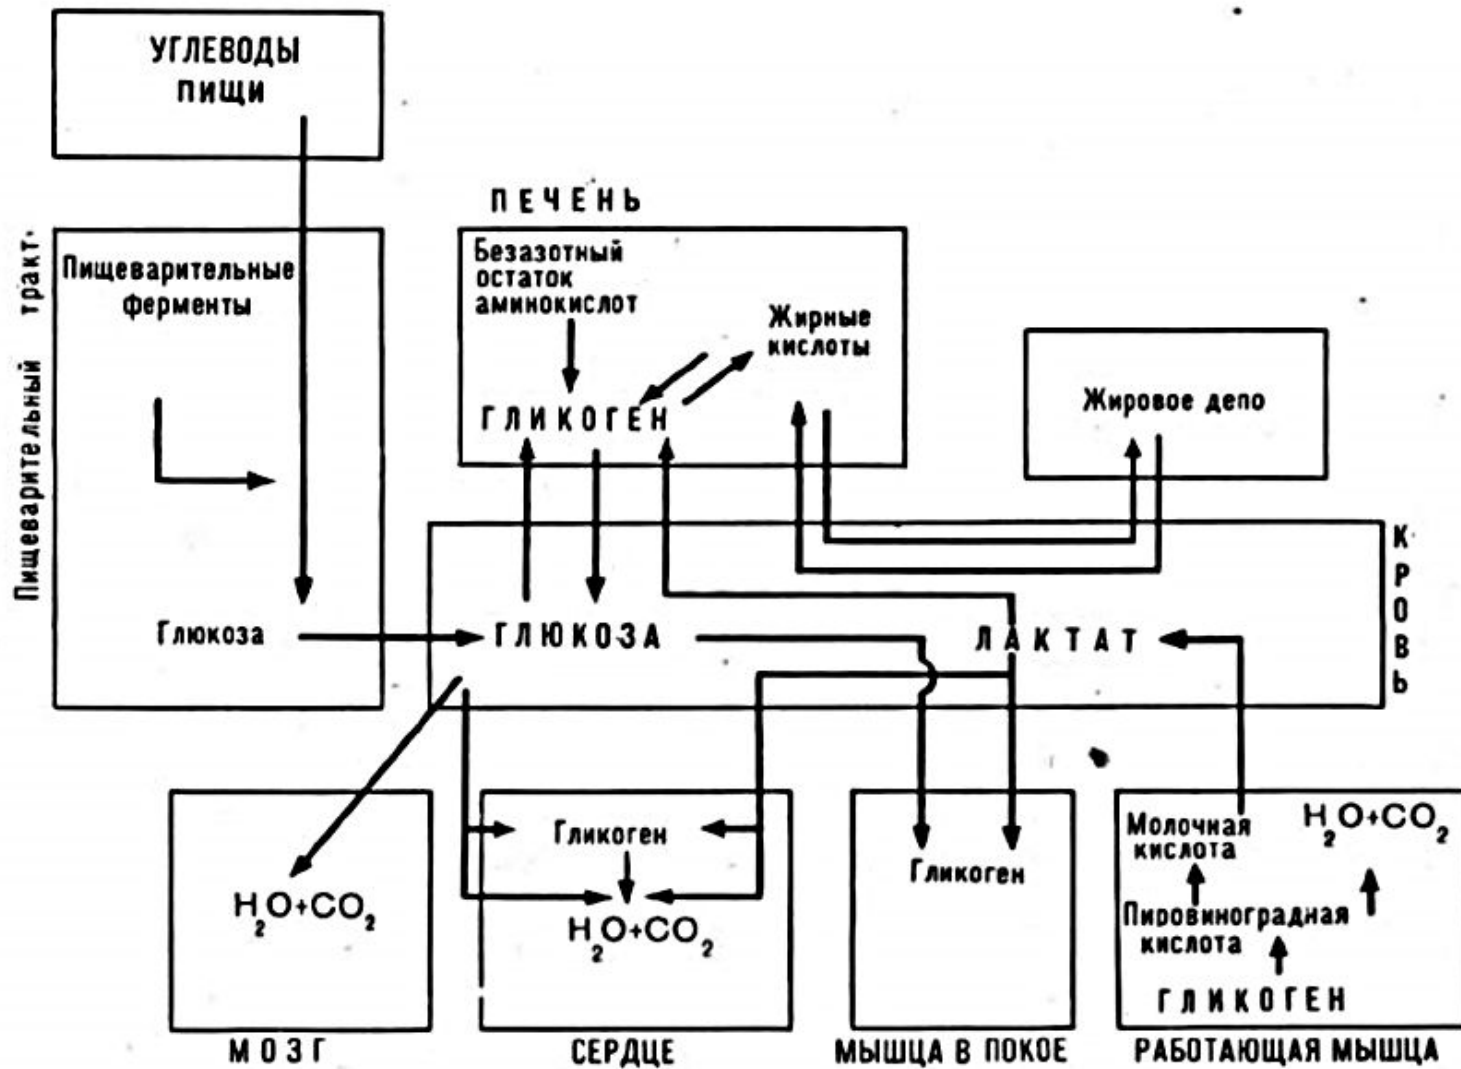 УГЛЕВОДЫ
ПИЩИ
Пищеварительный тракт
Пищеварительные
ферменты
Глюкоза
ПЕЧЕНЬ
Безазотный
остаток
аминокислот
Жирные
кислоты
ГЛИКОГЕН
Жировое депо
КРОВЬ
ГЛЮКОЗА
ЛАКТАТ
H2O+CO2
МОЗГ
Гликоген
H2O+CO2
СЕРДЦЕ
Гликоген
МЫШЦА В ПОКОЕ
Молочная
кислота
H2O+CO2
Пировиноградная
кислота
ГЛИКОГЕН
РАБОТАЮЩАЯ МЫШЦА